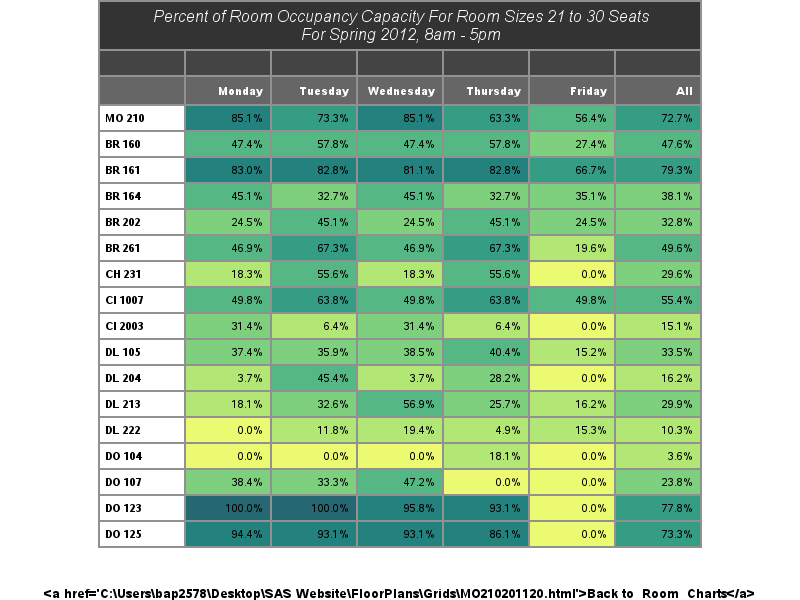 Percent of Room Occupancy Capacity For Room Sizes 21 to 30 Seats
For Spring 2012, 8am - 5pm
Monday Tuesday Wednesday Thursday Friday All
MO 210 85.1% 73.3% 85.1% 63.3% 56.4% 72.7%
BR 160 47.4% 57.8% 47.4% 57.8% 27.4% 47.6%
BR 161 83.0% 82.8% 81.1% 82.8% 66.7% 79.3%
BR 164 45.1% 32.7% 45.1% 32.7% 35.1% 38.1%
BR 202 24.5% 45.1% 24.5% 45.1% 24.5% 32.8%
BR 261 46.9% 67.3% 46.9% 67.3% 19.6% 49.6%
CH 231 18.3% 55.6% 18.3% 55.6% 0.0% 29.6%
CI 1007 49.8% 63.8% 49.8% 63.8% 49.8% 55.4%
CI 2003 31.4% 6.4% 31.4% 6.4% 0.0% 15.1%
DL 105 37.4% 35.9% 38.5% 40.4% 15.2% 33.5%
DL 204 3.7% 45.4% 3.7% 28.2% 0.0% 16.2%
DL 213 18.1% 32.6% 56.9% 25.7% 16.2% 29.9%
DL 222 0.0% 11.8% 19.4% 4.9% 15.3% 10.3%
DO 104 0.0% 0.0% 0.0% 18.1% 0.0% 3.6%
DO 107 38.4% 33.3% 47.2% 0.0% 0.0% 23.8%
DO 123 100.0% 100.0% 95.8% 93.1% 0.0% 77.8%
DO 125 94.4% 93.1% 93.1% 86.1% 0.0% 73.3%
<a href='C:\Users\bap2578\Desktop\SAS Website\FloorPlans\Grids\MO210201120.html'>Back to Room Charts</a>